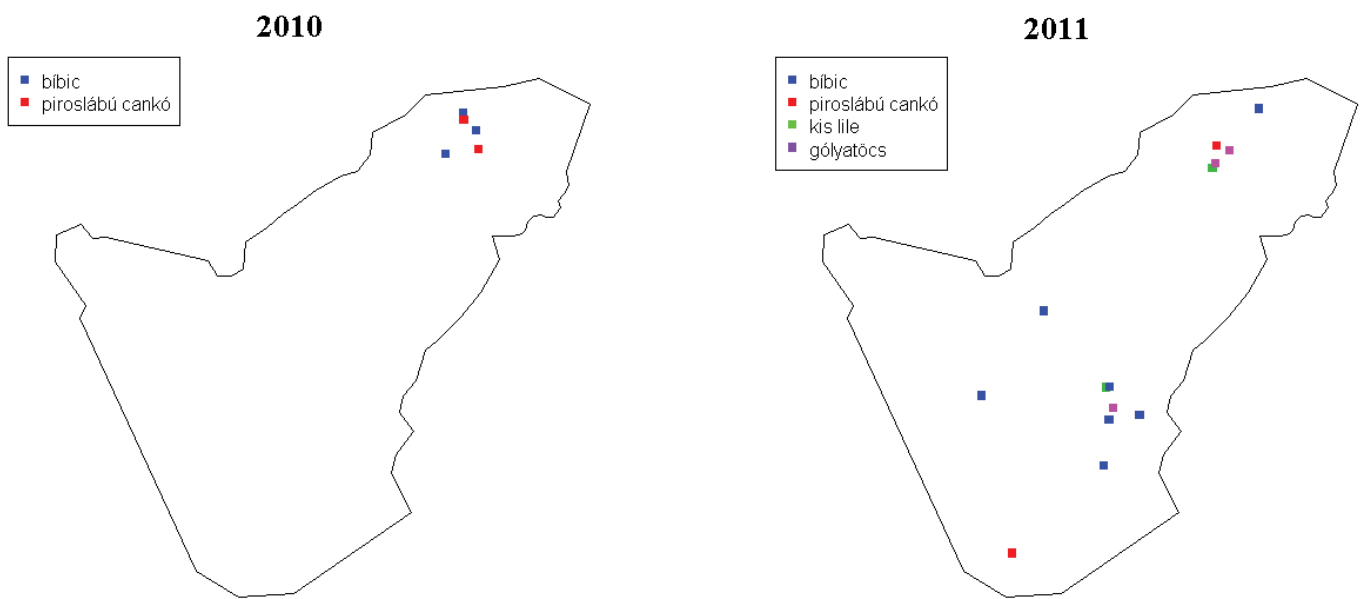 2010
bíbic
piroslábú cankó
2011
bíbic
piroslábú cankó
kis lile
gólyatöcs